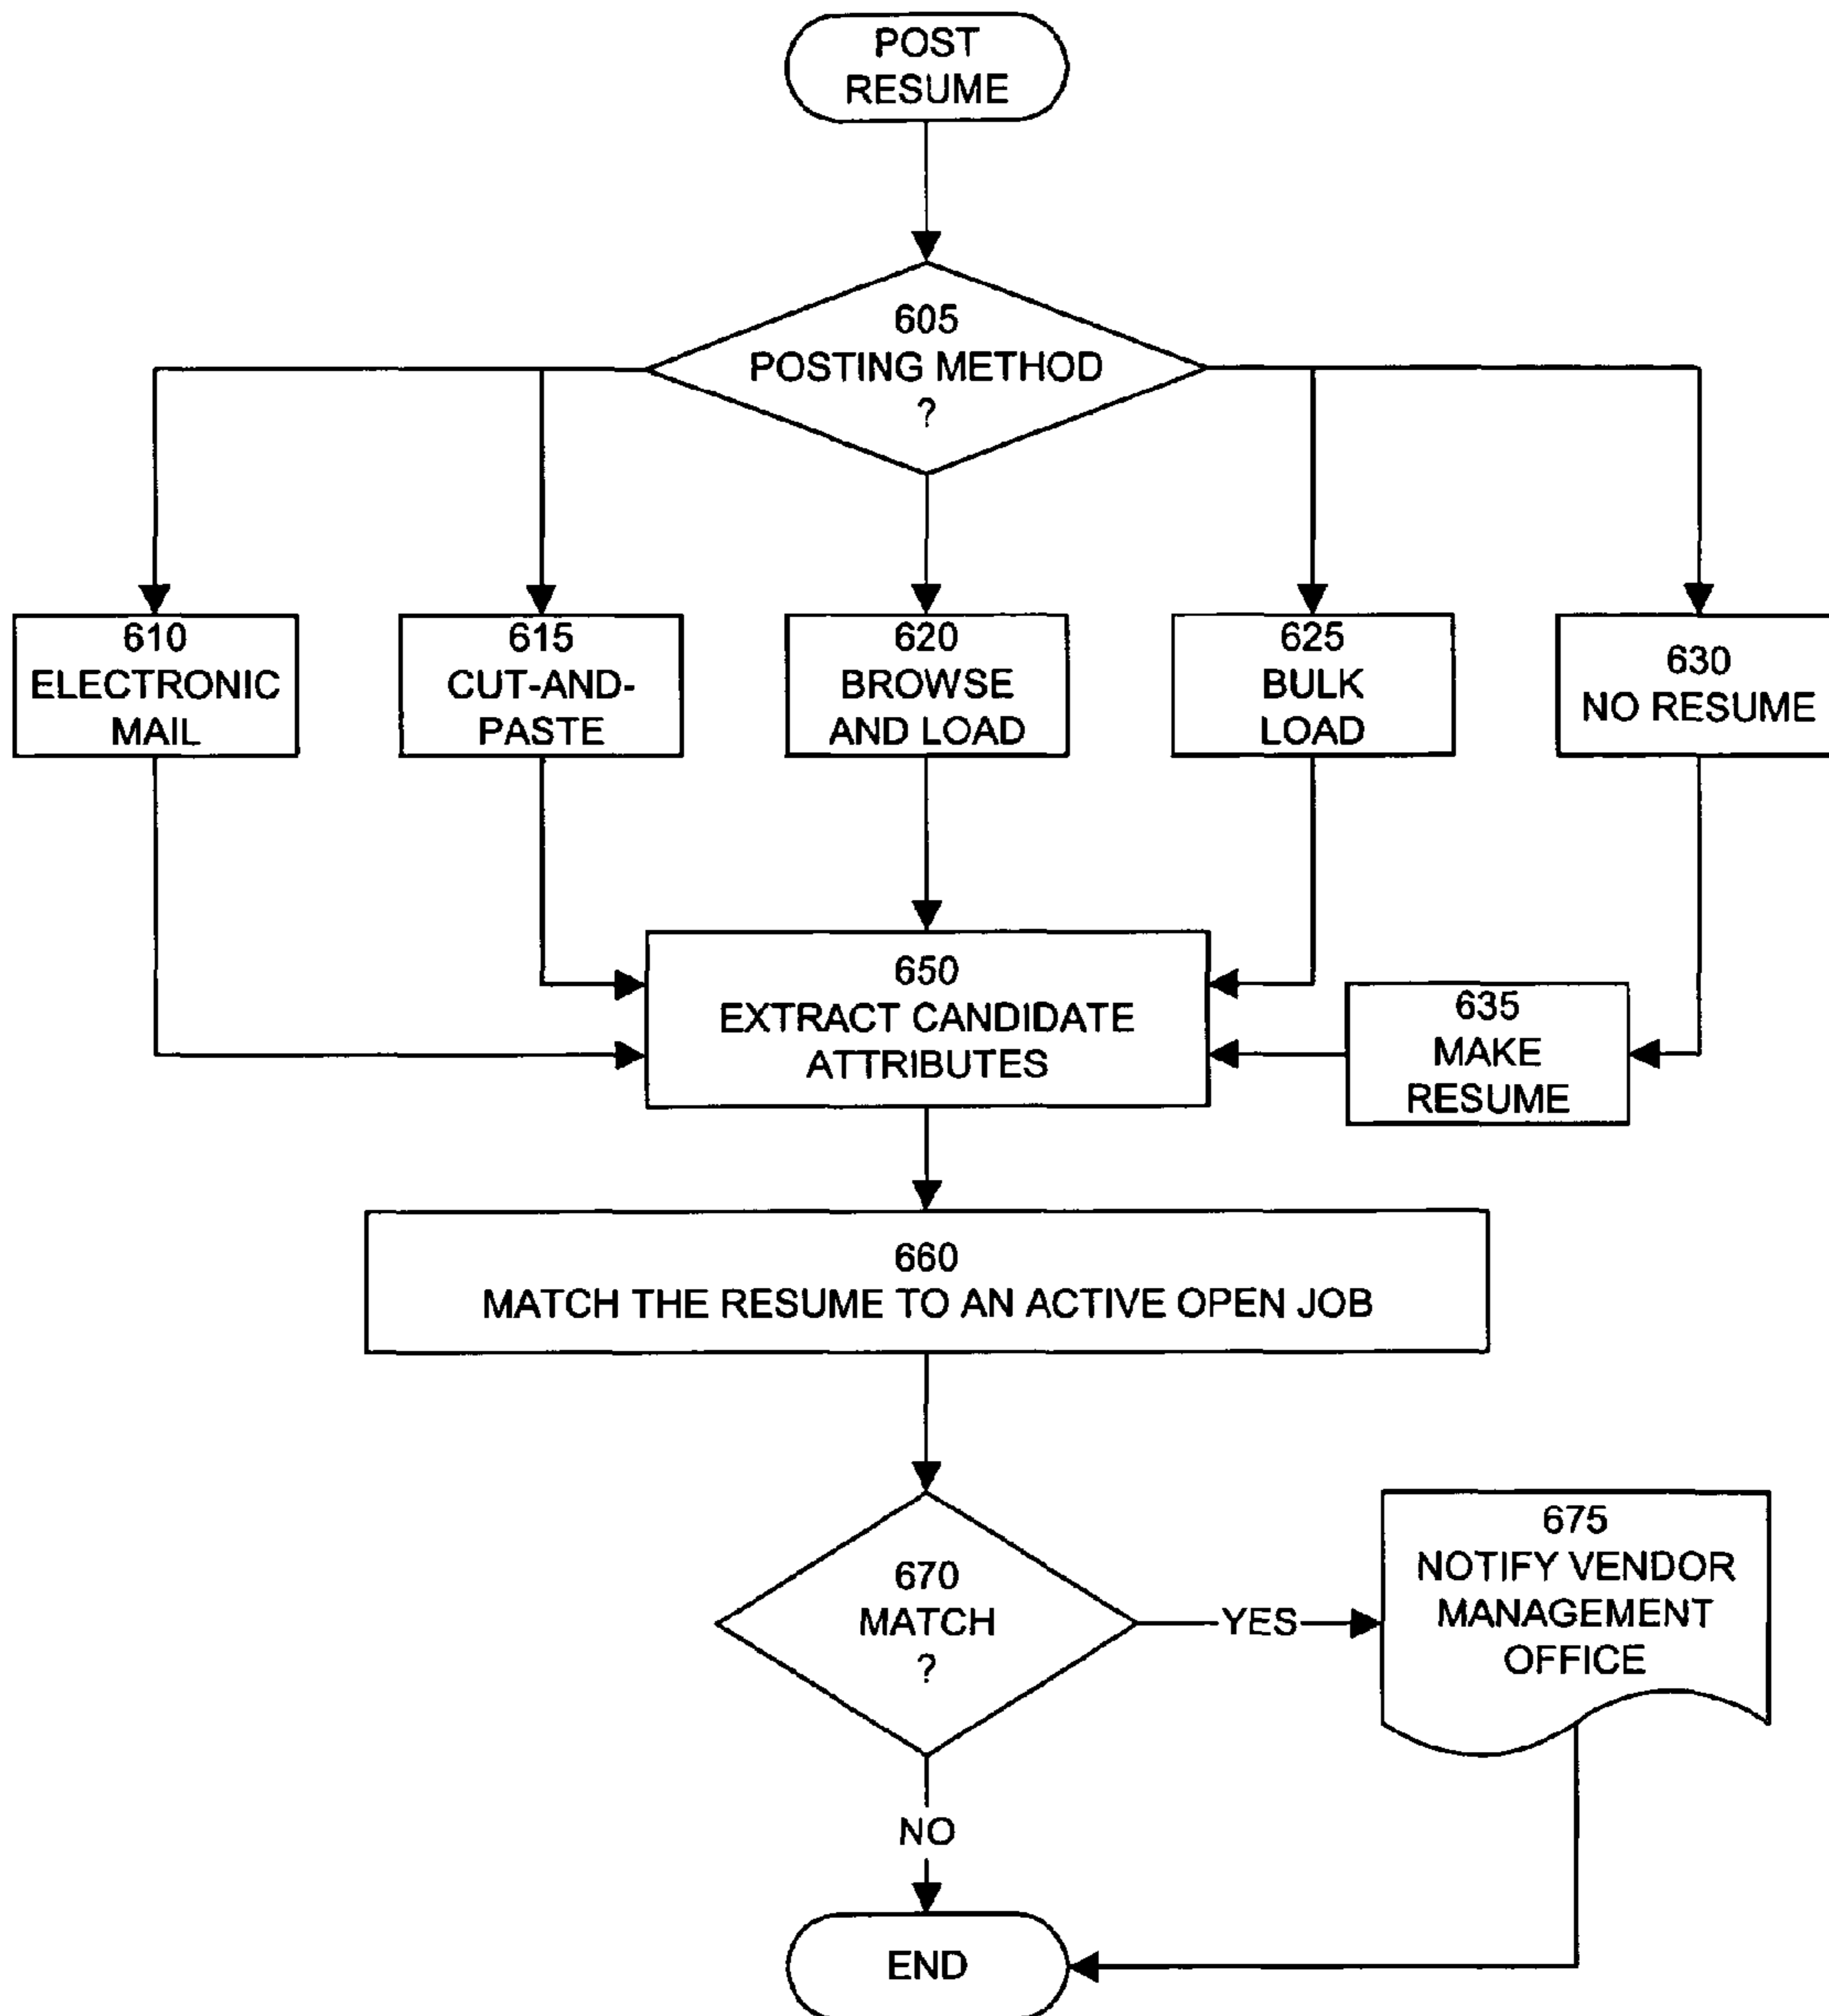 POST
RESUME
605
POSTING METHOD
?
610
ELECTRONIC
MAIL
615
CUT-AND-
PASTE
620
BROWSE
AND LOAD
625
BULK
LOAD
630
NO RESUME
650
EXTRACT CANDIDATE
ATTRIBUTES
635
MAKE
RESUME
660
MATCH THE RESUME TO AN ACTIVE OPEN JOB
670
MATCH
?
YES
675
NOTIFY VENDOR
MANAGEMENT
OFFICE
NO
END